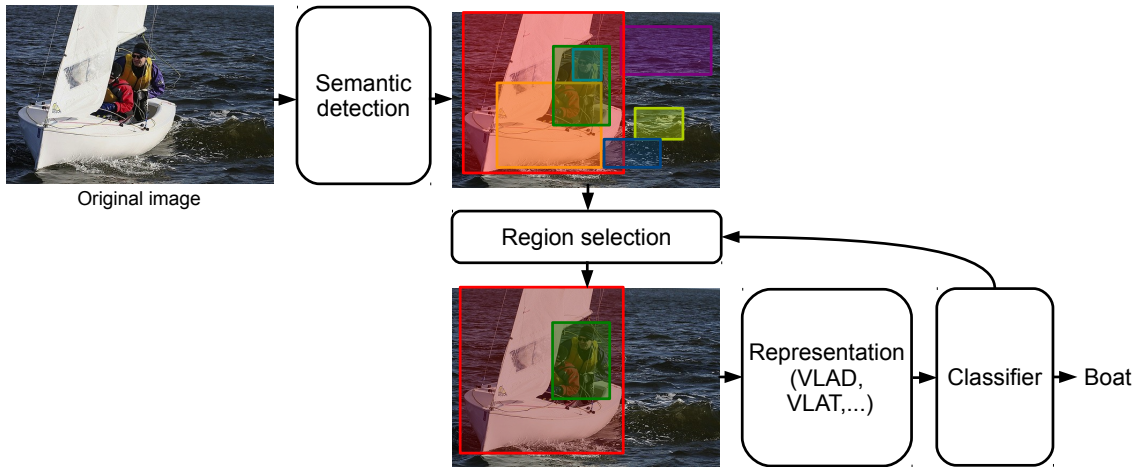 Semantic
detection
Original image
Region selection
Representation
(VLAD,
VLAT,...)
Classifier
Boat